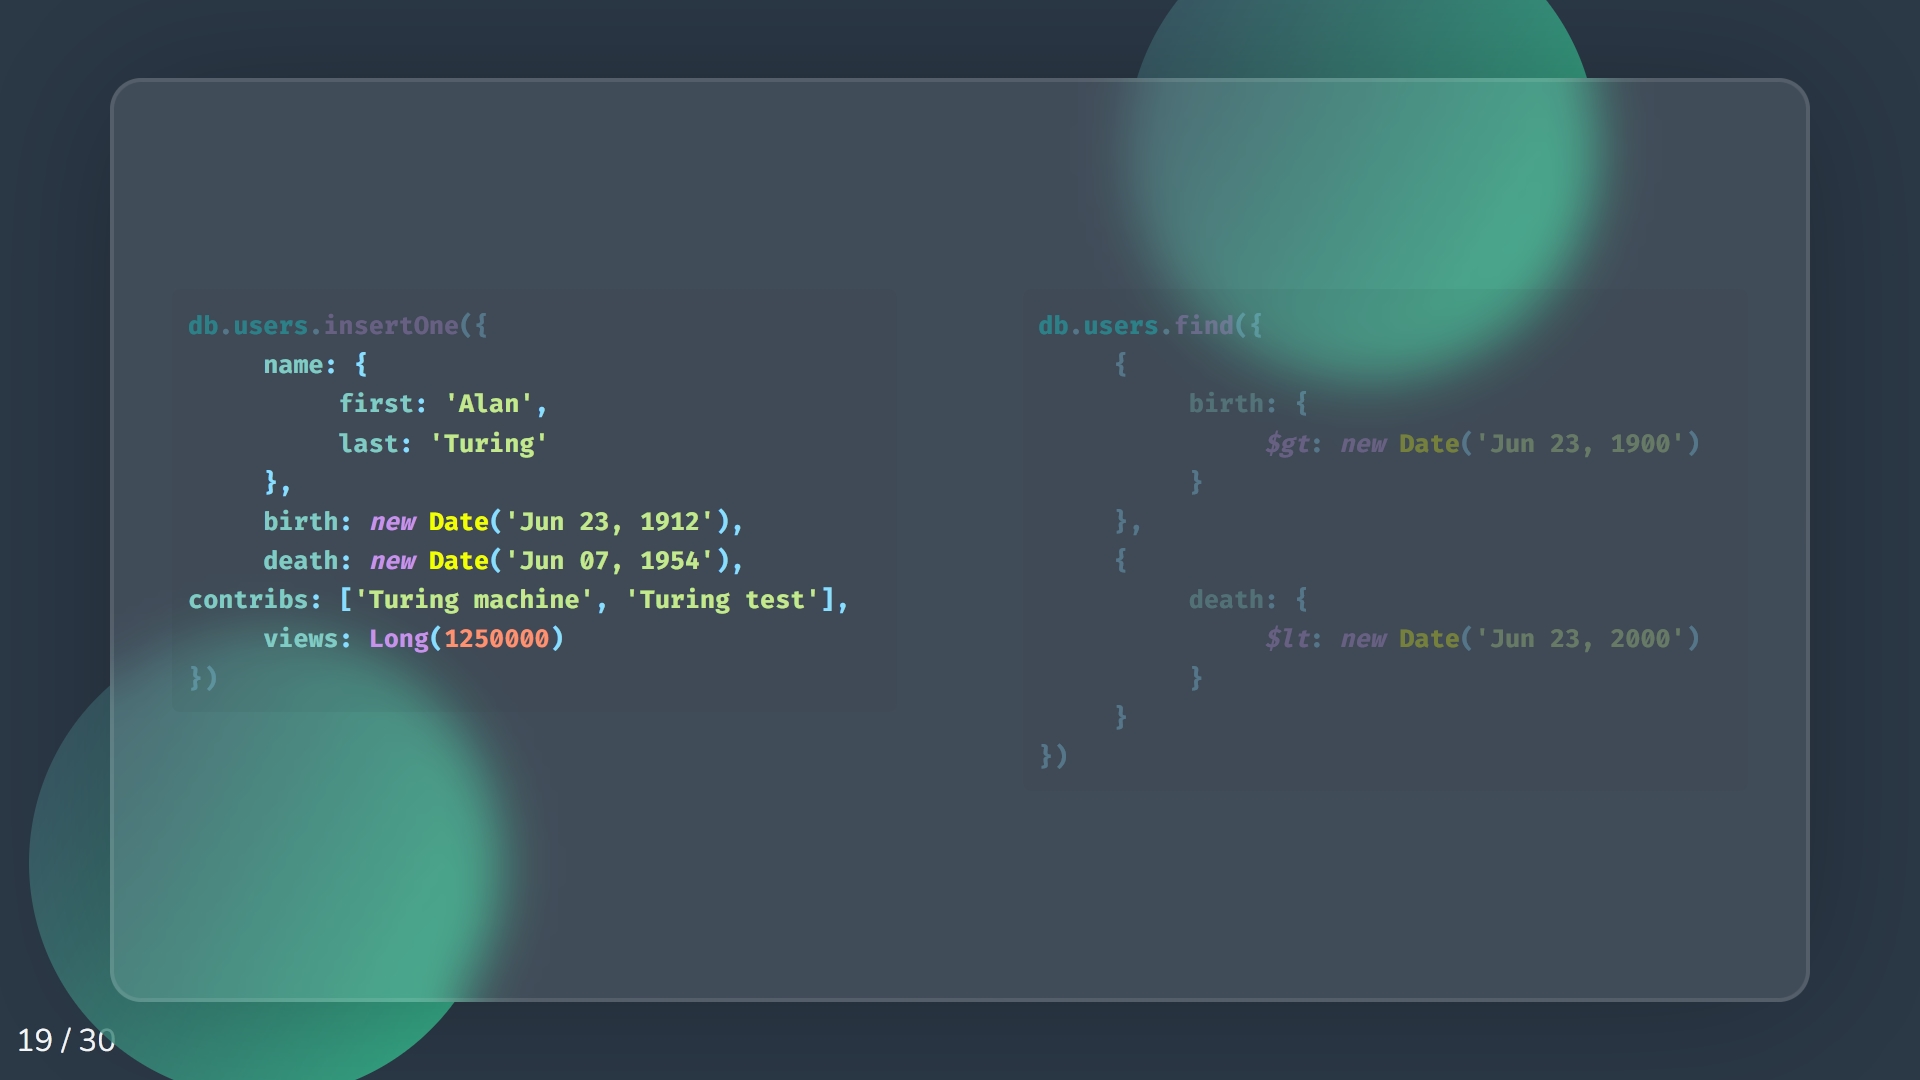 db.users.insertOne({
     name: {
          first: 'Alan',
          last: 'Turing'
     },
     birth: new Date('Jun 23, 1912'),
     death: new Date('Jun 07, 1954'),
contribs: ['Turing machine', 'Turing test'],
     views: Long(1250000)
})
db.users.find({
     {
          birth: {
               $gt: new Date('Jun 23, 1900')
          }
     },
     {
          death: {
               $lt: new Date('Jun 23, 2000')
          }
     }
})
19 / 30